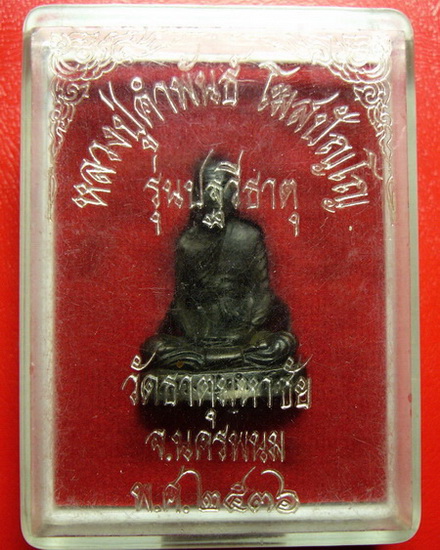 หลวงปู่คำพันธ์ โฆสปัญโญ
รุ่นปฐวีธาตุ
วัดธาตุมหาชัย
จ.นครพนม
พ.ศ.๒๕๓๖